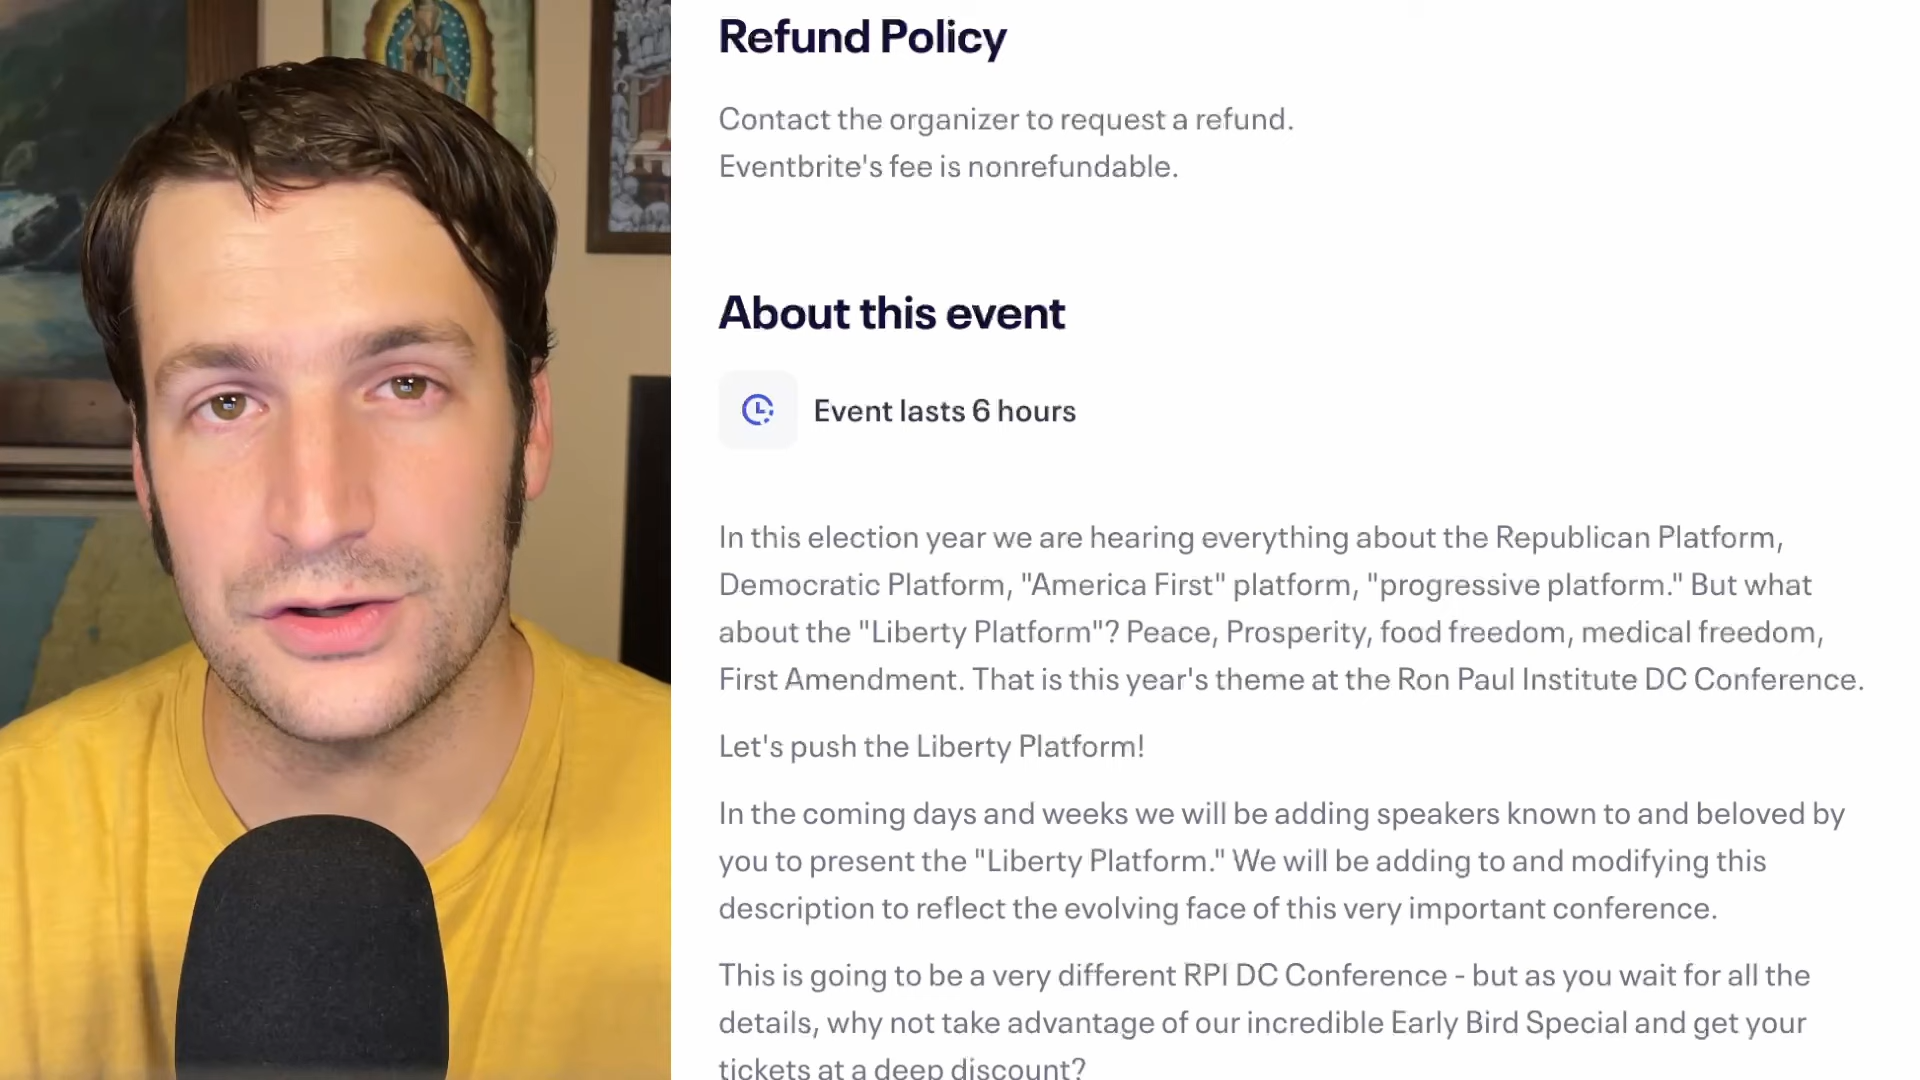 Refund Policy
Contact the organizer to request a refund.
Eventbrite's fee is nonrefundable.
About this event
Event lasts 6 hours
In this election year we are hearing everything about the Republican Platform,
Democratic Platform, "America First" platform, "progressive platform." But what
about the "Liberty Platform"? Peace, Prosperity, food freedom, medical freedom,
First Amendment. That is this year's theme at the Ron Paul Institute DC Conference.
Let's push the Liberty Platform!
In the coming days and weeks we will be adding speakers known to and beloved by
you to present the "Liberty Platform." We will be adding to and modifying this
description to reflect the evolving face of this very important conference.
This is going to be a very different RPI DC Conference - but as you wait for all the
details, why not take advantage of our incredible Early Bird Special and get your
tickets at a deep discount?